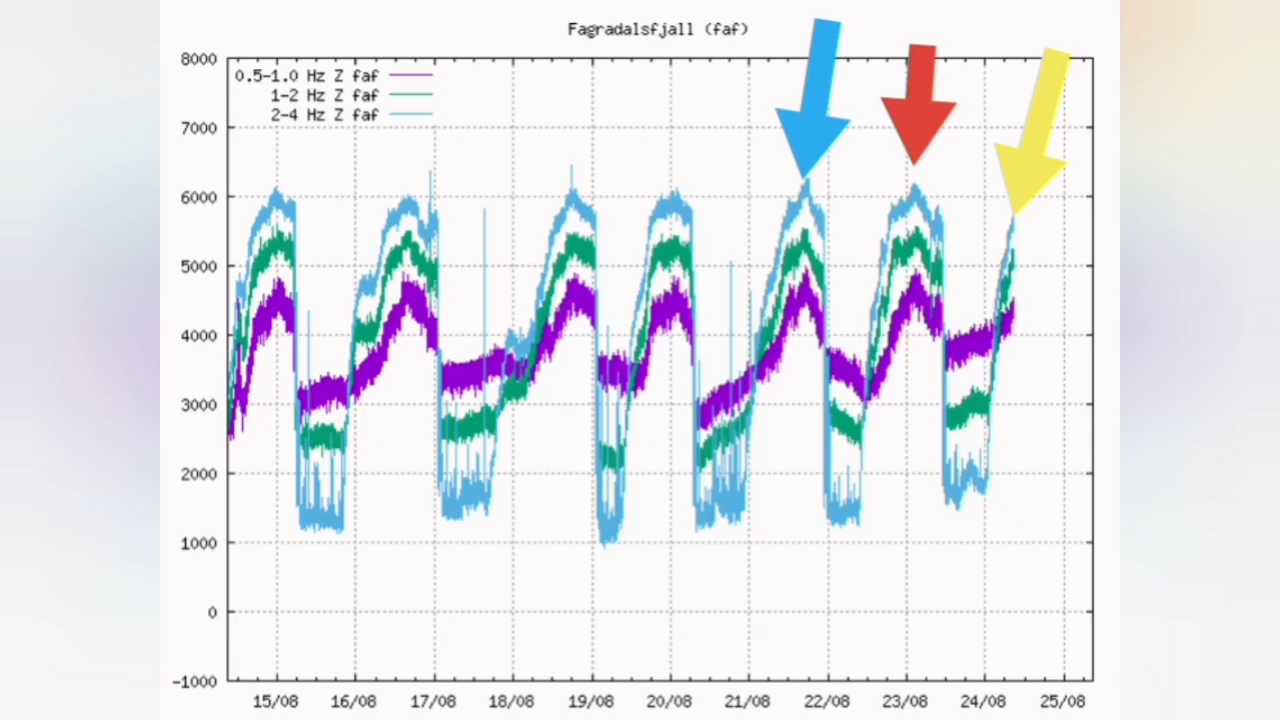 Fagradalsfjall (faf)
8000
0.5-1.0 Hz Z faf
1-2 Hz Z faf
2-4 Hz Z faf
7000
6000
5000
4000
3000
2000
1000
0
-1000
15/08 16/08 17/08 18/08 19/08 20/08 21/08 22/08 23/08 24/08 25/08